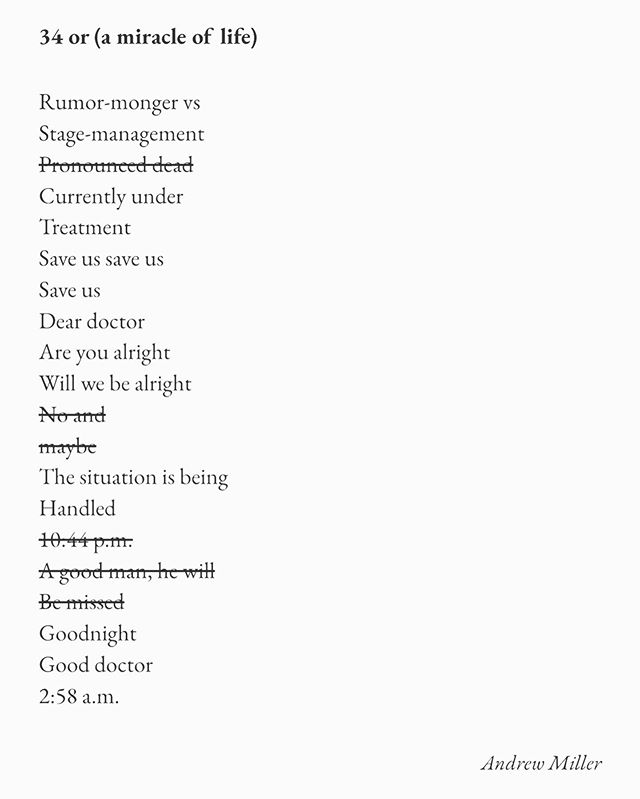 34 or (a miracle of life)
Rumor-monger vs
Stage-management
Pronounced dead
Currently under
Treatment
Save us save us
Save us
Dear doctor
Are you alright
Will we be alright
No and
maybe
The situation is being
Handled
10:44 p.m.
A good man, he will
Be missed
Goodnight
Good doctor
2:58 a.m.
Andrew Miller